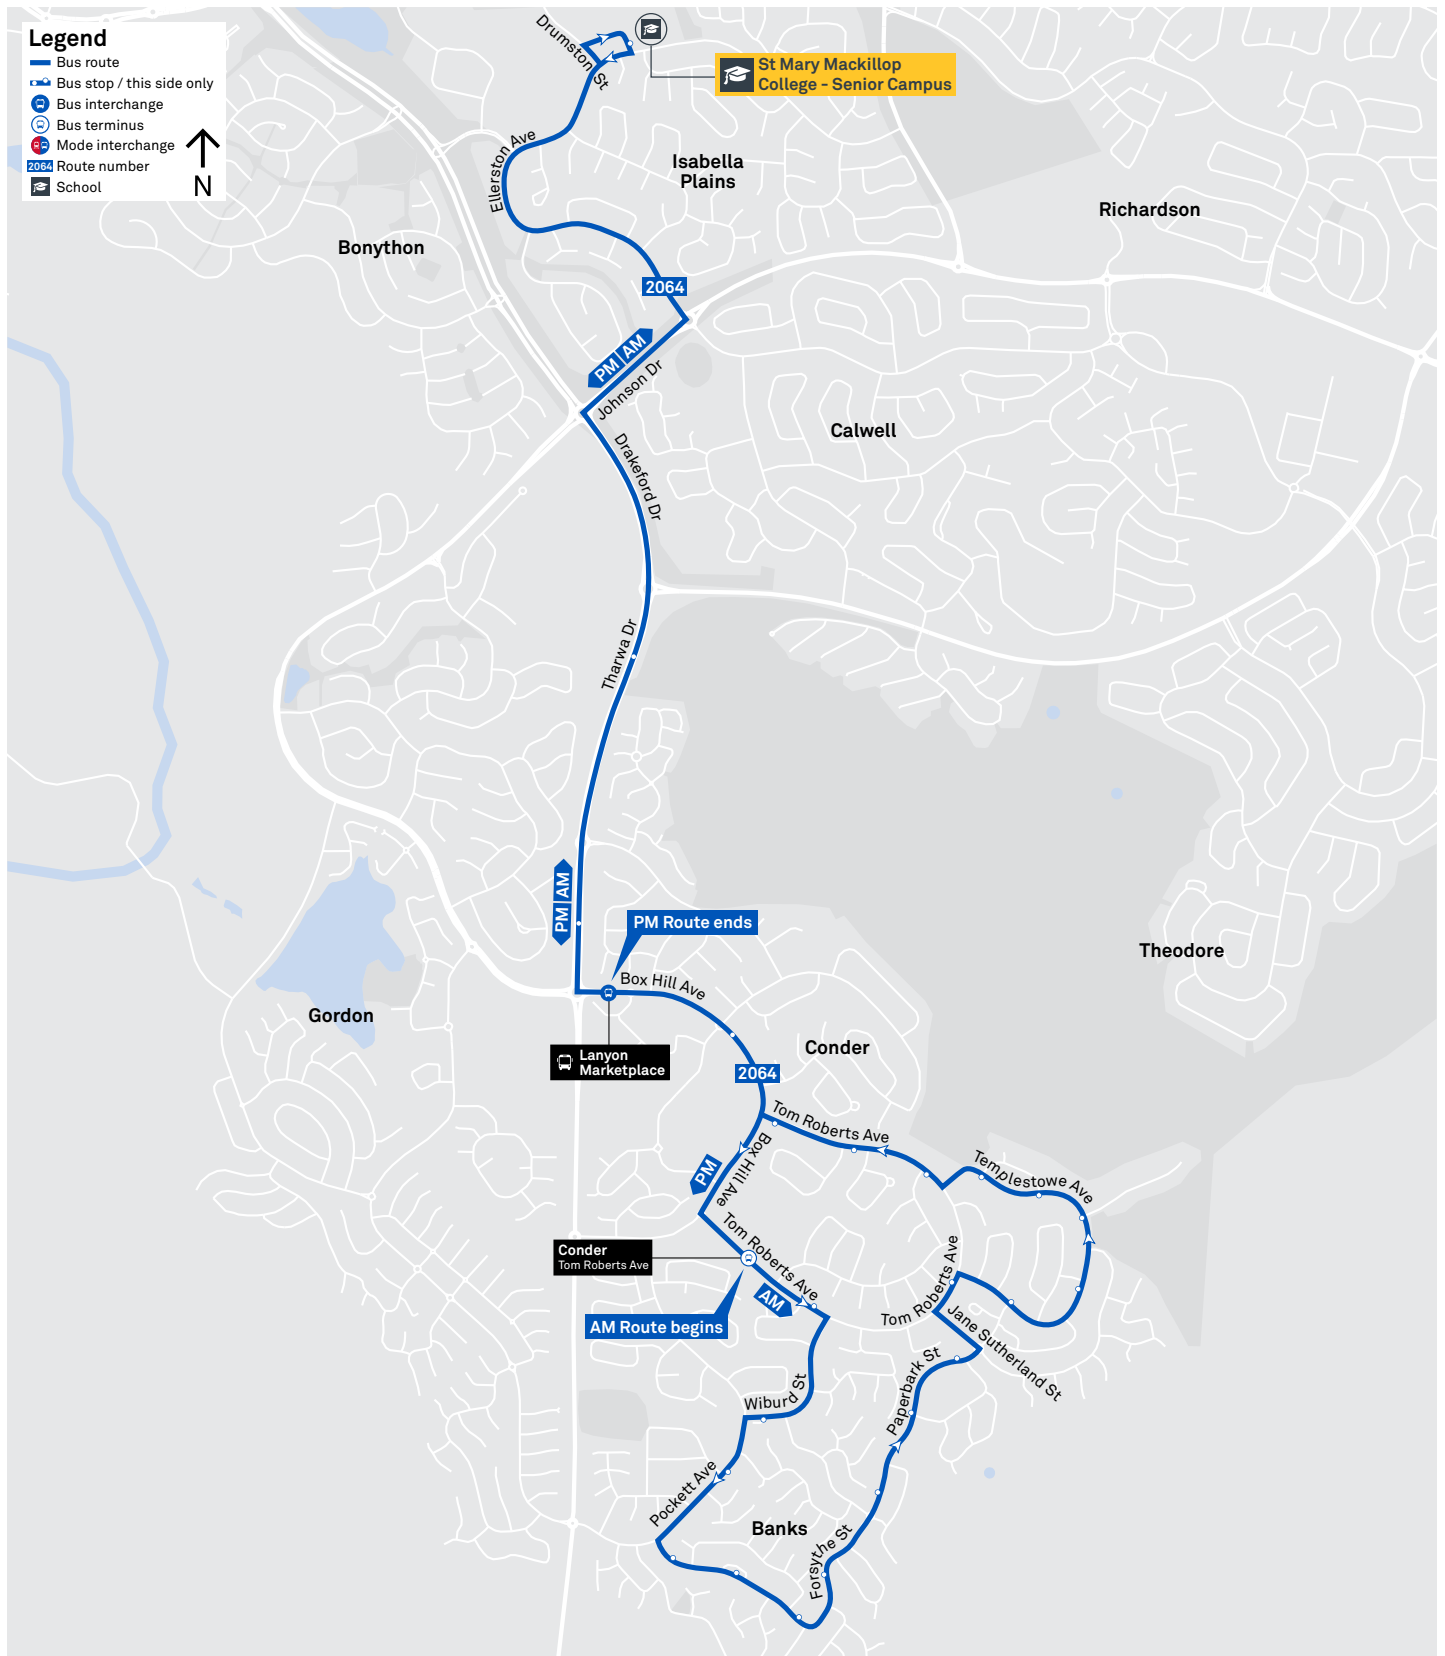 Legend
Bus route
Bus stop / this side only
Bus interchange
Bus terminus
Mode interchange
2064 Route number
School
N
Drumston St
St Mary Mackillop
College - Senior Campus
Ellerston Ave
Isabella
Plains
Richardson
Bonython
2064
PM | AM
Johnson Dr
Calwell
Drakeford Dr
Tharwa Dr
PM | AM
PM Route ends
Theodore
Box Hill Ave
Gordon
Conder
Lanyon
Marketplace
2064
Tom Roberts Ave
Box Hill Ave
PM
Templestowe Ave
Tom Roberts Ave
Conder
Tom Roberts Ave
Tom Roberts Ave
AM
AM Route begins
Jane Sutherland St
Paperbark St
Wiburd St
Pockett Ave
Banks
Forsythe St